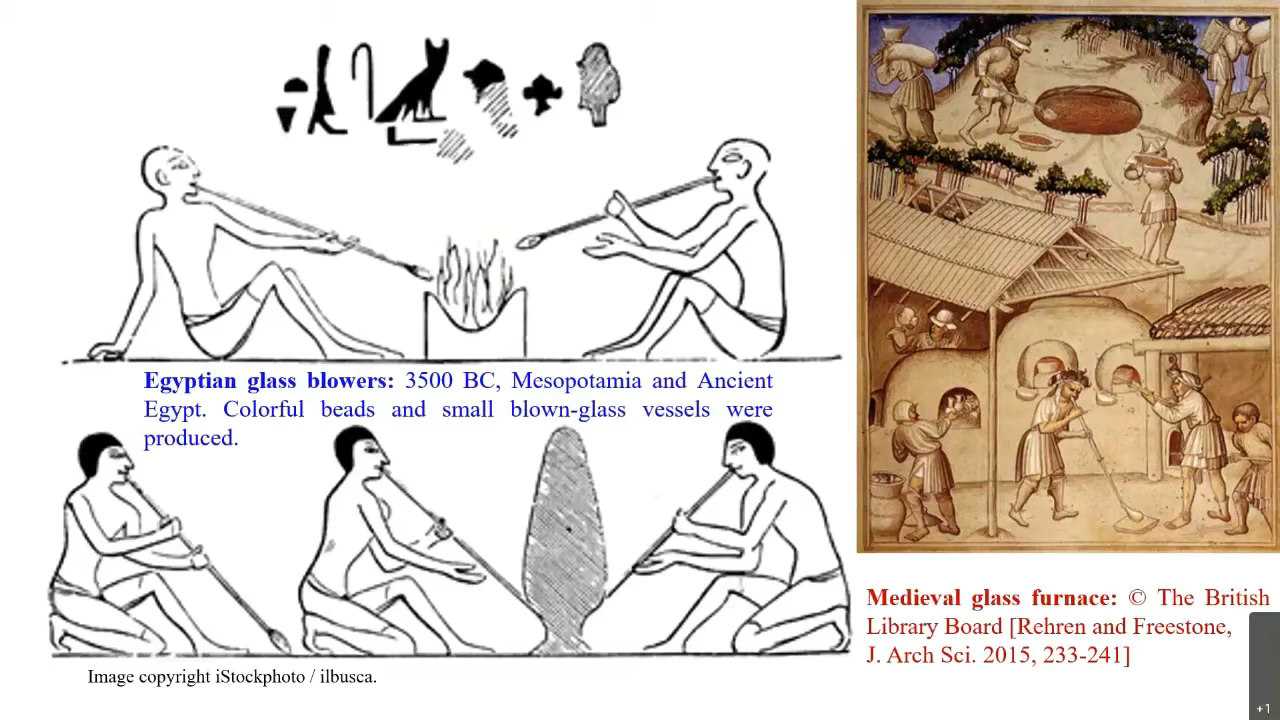 Egyptian glass blowers: 3500 BC, Mesopotamia and Ancient
Egypt. Colorful beads and small blown-glass vessels were
produced.
Image copyright iStockphoto / ilbusca.
Medieval glass furnace: © The British
Library Board [Rehren and Freestone,
J. Arch Sci. 2015, 233-241]
+1